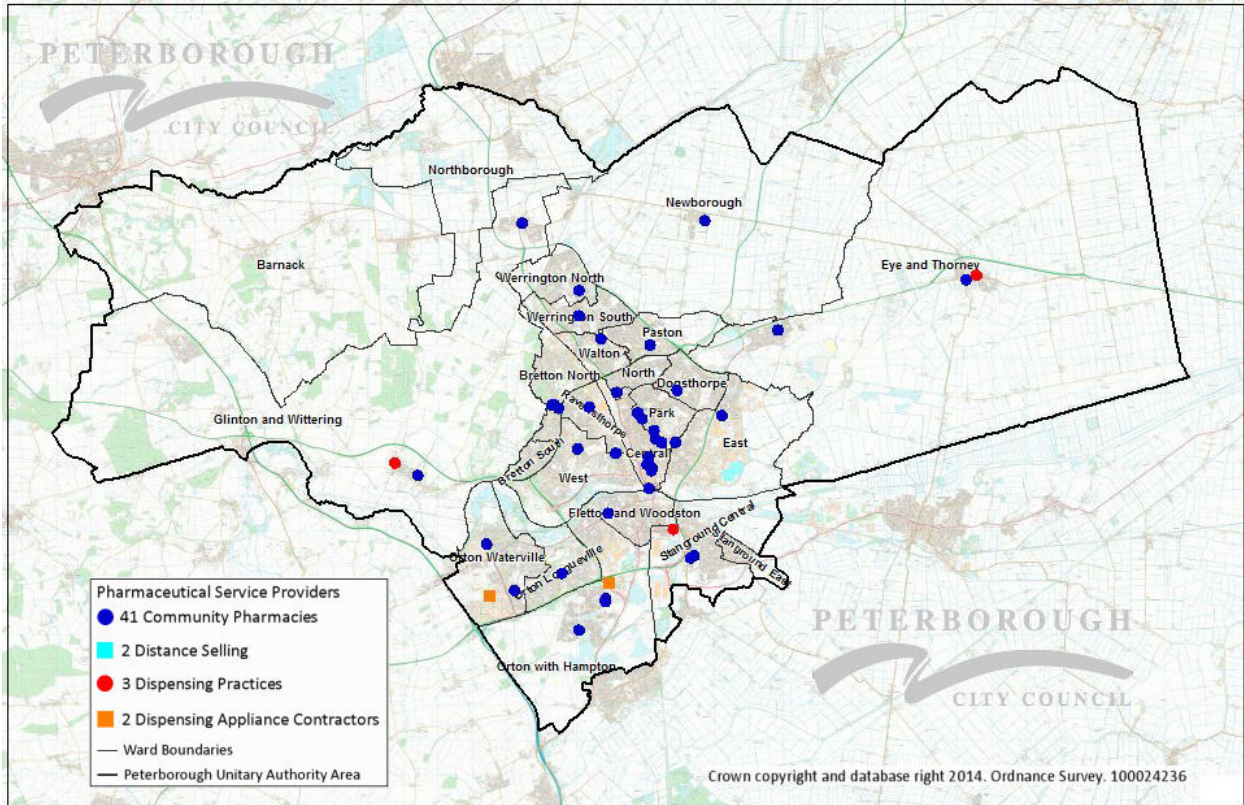 PETERBOROUGH
CITY COUNCIL
Northborough
Newborough
Barnack
Eye and Thorney
Werrington North
Werrington South
Paston
Walton
Bretton North
North
Dogsthorpe
Ravensthorpe
Park
Glinton and Wittering
East
Bretton South
Central
West
Fletton and Woodston
Stanground Central
Stanground East
Orton Waterville
Orton Longueville
Orton with Hampton
Pharmaceutical Service Providers
41 Community Pharmacies
2 Distance Selling
3 Dispensing Practices
2 Dispensing Appliance Contractors
Ward Boundaries
Peterborough Unitary Authority Area
PETERBOROUGH
CITY COUNCIL
Crown copyright and database right 2014. Ordnance Survey. 100024236